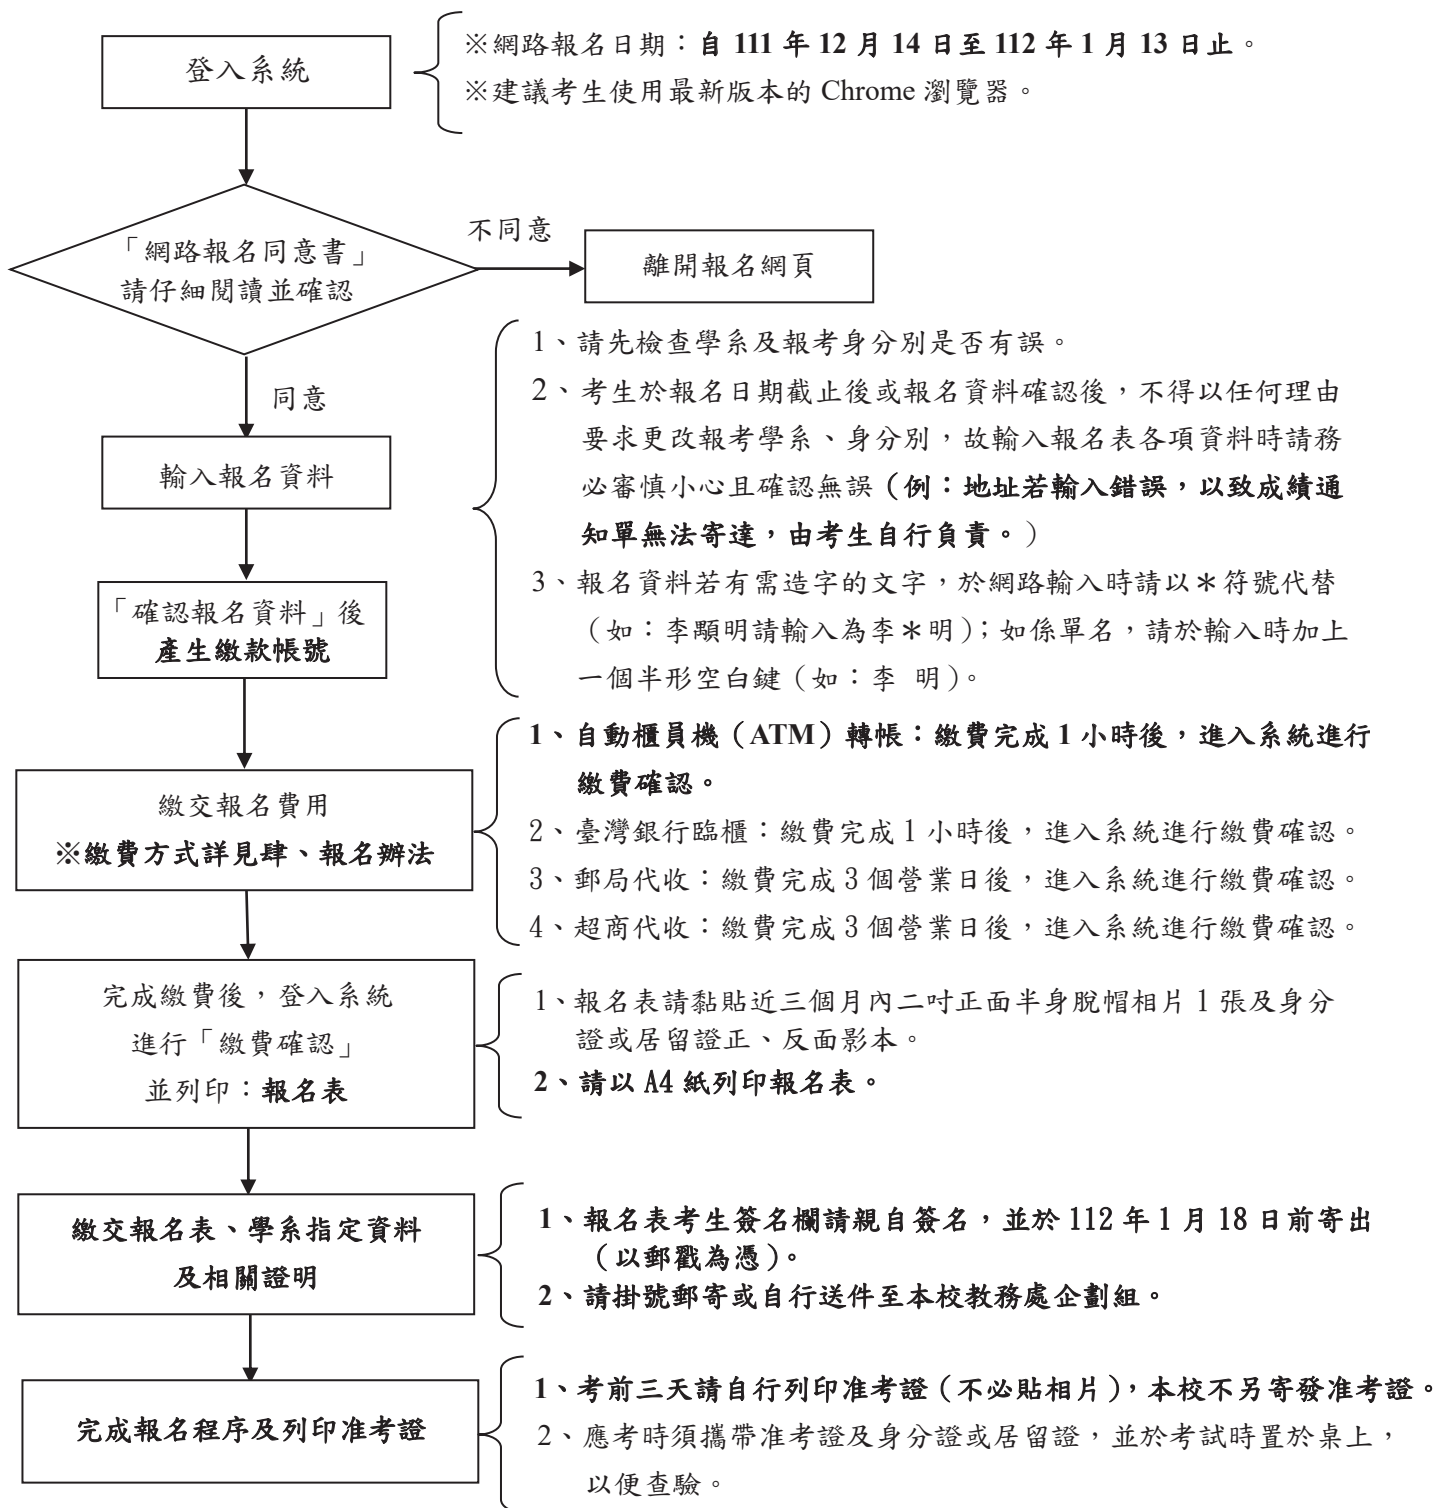 登入系統
※網路報名日期：自 111 年 12 月 14 日至 112 年 1 月 13 日止。
※建議考生使用最新版本的 Chrome 瀏覽器。
「網路報名同意書」
請仔細閱讀並確認
不同意
離開報名網頁
同意
輸入報名資料
「確認報名資料」後
產生繳款帳號
1、請先檢查學系及報考身分別是否有誤。
2、考生於報名日期截止後或報名資料確認後，不得以任何理由
要求更改報考學系、身分別，故輸入報名表各項資料時請務
必審慎小心且確認無誤（例：地址若輸入錯誤，以致成績通
知單無法寄達，由考生自行負責。）
3、報名資料若有需造字的文字，於網路輸入時請以＊符號代替
（如：李顒明請輸入為李＊明）；如係單名，請於輸入時加上
一個半形空白鍵（如：李 明）。
繳交報名費用
※繳費方式詳見肆、報名辦法
1、自動櫃員機（ATM）轉帳：繳費完成 1 小時後，進入系統進行
繳費確認。
2、臺灣銀行臨櫃：繳費完成 1 小時後，進入系統進行繳費確認。
3、郵局代收：繳費完成 3 個營業日後，進入系統進行繳費確認。
4、超商代收：繳費完成 3 個營業日後，進入系統進行繳費確認。
完成繳費後，登入系統
進行「繳費確認」
並列印：報名表
1、報名表請黏貼近三個月內二吋正面半身脫帽相片 1 張及身分
證或居留證正、反面影本。
2、請以 A4 紙列印報名表。
繳交報名表、學系指定資料
及相關證明
1、報名表考生簽名欄請親自簽名，並於 112 年 1 月 18 日前寄出
（以郵戳為憑）。
2、請掛號郵寄或自行送件至本校教務處企劃組。
完成報名程序及列印准考證
1、考前三天請自行列印准考證（不必貼相片），本校不另寄發准考證。
2、應考時須攜帶准考證及身分證或居留證，並於考試時置於桌上，
以便查驗。